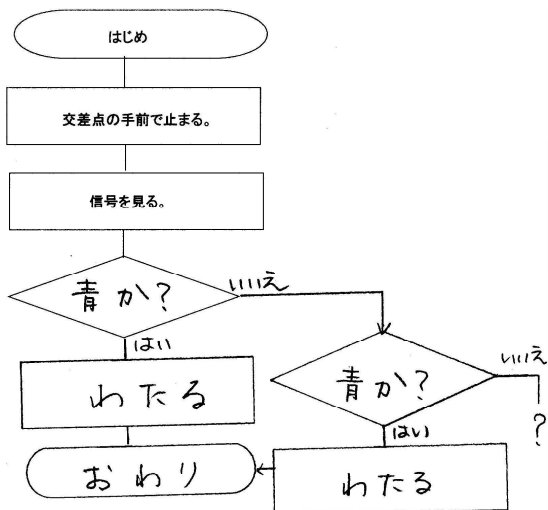 はじめ
交差点の手前で止まる。
信号を見る。
青か?
いいえ
はい
わたる
おわり
青か?
いいえ
?
はい
わたる